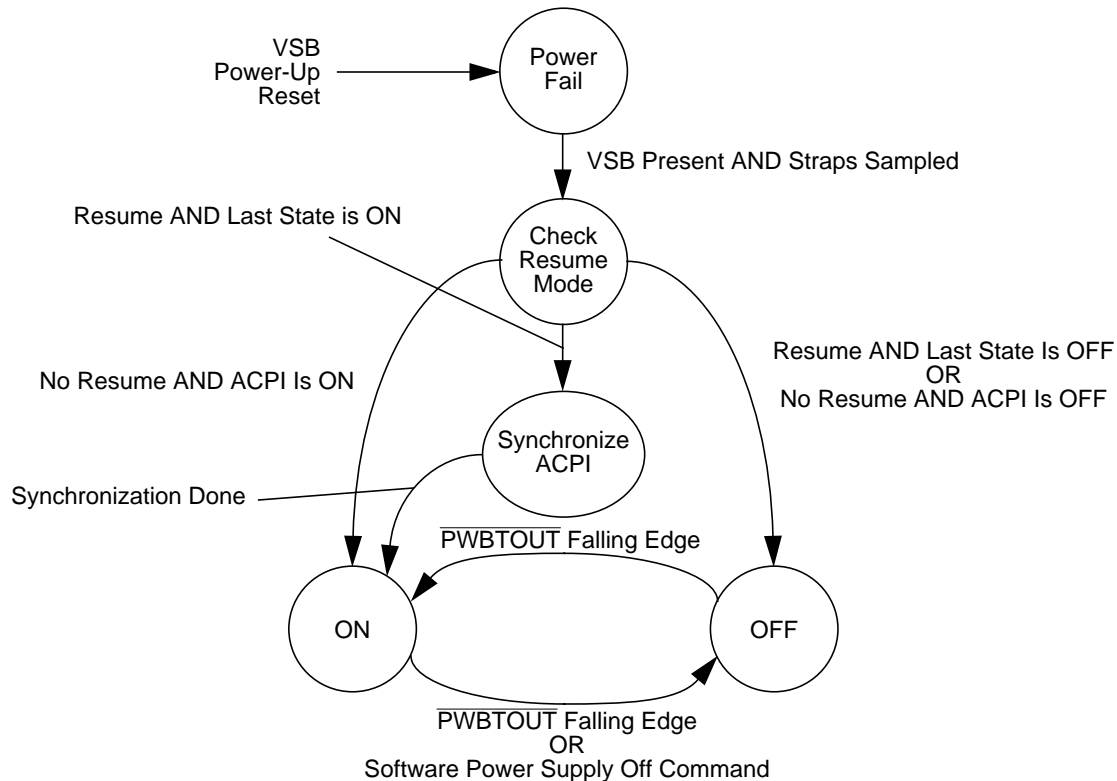 VSB
Power-Up
Reset
Power
Fail
VSB Present AND Straps Sampled
Resume AND Last State is ON
Check
Resume
Mode
No Resume AND ACPI Is ON
Resume AND Last State Is OFF
OR
No Resume AND ACPI Is OFF
Synchronize
ACPI
Synchronization Done
PWBTOUT Falling Edge
ON
OFF
PWBTOUT Falling Edge
OR
Software Power Supply Off Command